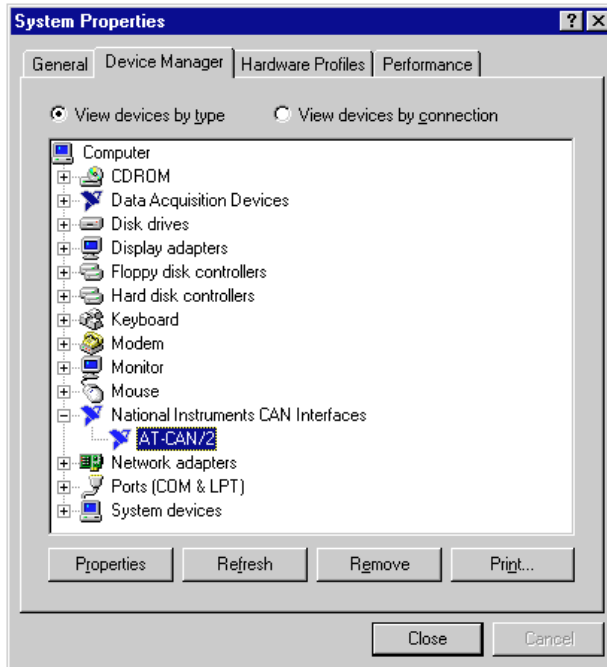 System Properties
General Device Manager Hardware Profiles Performance
View devices by type View devices by connection
Computer
CDROM
Data Acquisition Devices
Disk drives
Display adapters
Floppy disk controllers
Hard disk controllers
Keyboard
Modem
Monitor
Mouse
National Instruments CAN Interfaces
AT-CAN/2
Network adapters
Ports (COM & LPT)
System devices
Properties Refresh Remove Print...
Close Cancel